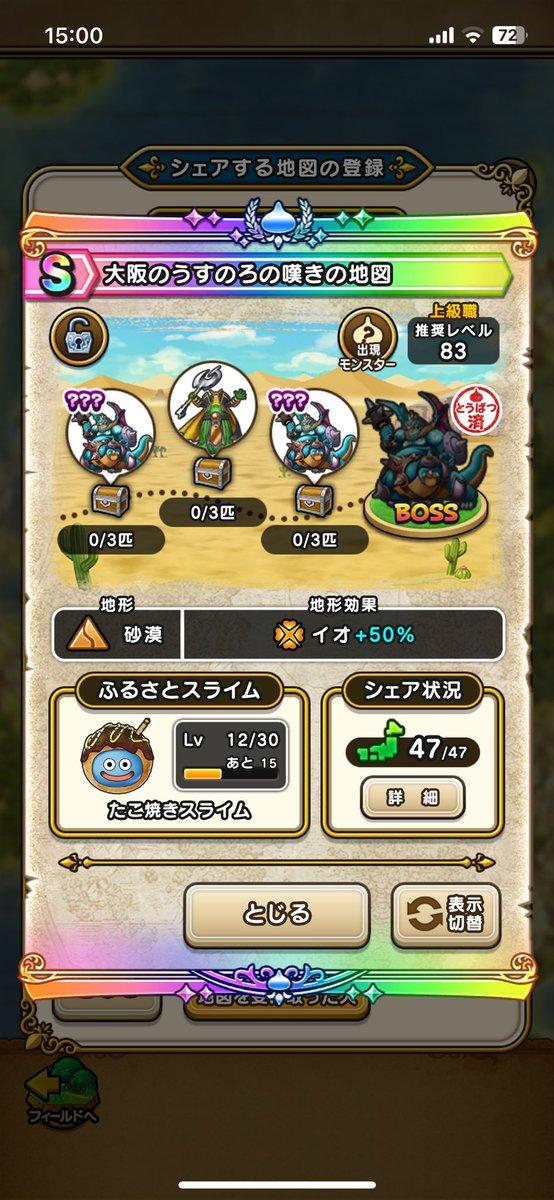 15:00
72
シェアする地図の登録
S
大阪のうすのろの嘆きの地図
出現
モンスター
上級職
推奨レベル
83
???
???
とうばつ
済
0/3匹
0/3匹
0/3匹
BOSS
地形
砂漠
地形効果
イオ+50%
ふるさとスライム
Lv 12/30
あと 15
たこ焼きスライム
シェア状況
47/47
詳細
とじる
表示
切替
地図を受け取った人
フィールドへ